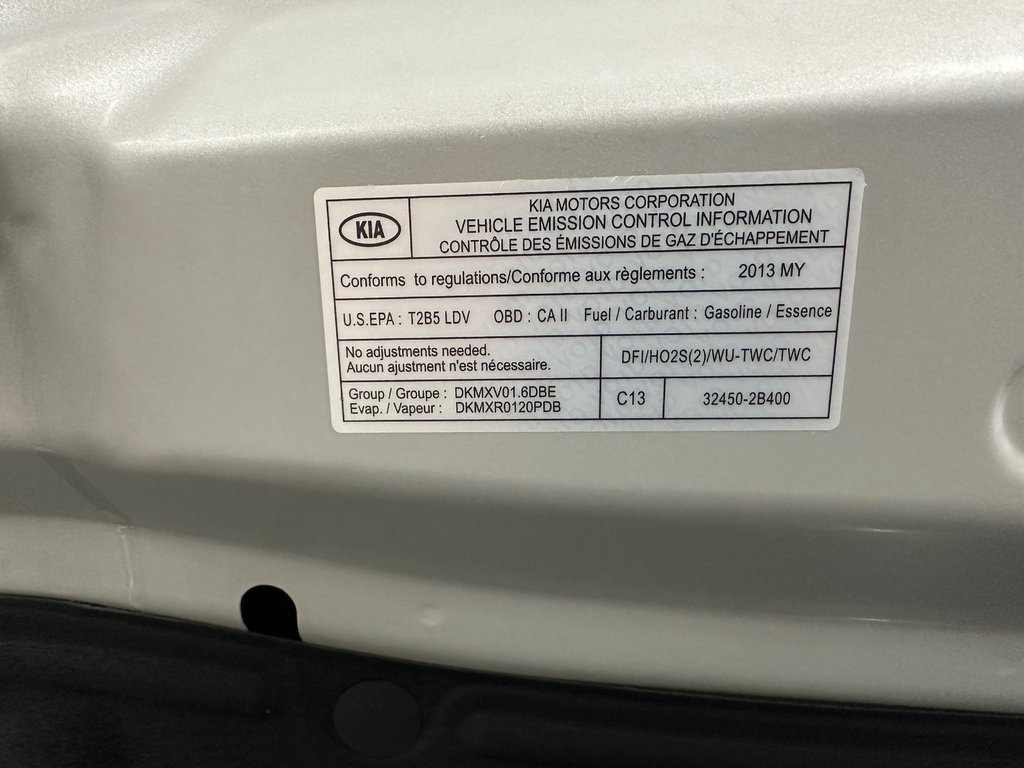 KIA
KIA MOTORS CORPORATION
VEHICLE EMISSION CONTROL INFORMATION
CONTRÔLE DES ÉMISSIONS DE GAZ D'ÉCHAPPEMENT
Conforms to regulations/Conforme aux règlements : 2013 MY
U.S.EPA : T2B5 LDV OBD : CA II Fuel / Carburant : Gasoline / Essence
No adjustments needed.
Aucun ajustment n'est nécessaire.
DFI/HO2S(2)/WU-TWC/TWC
Group / Groupe : DKMXV01.6DBE
Evap. / Vapeur : DKMXR0120PDB
C13
32450-2B400